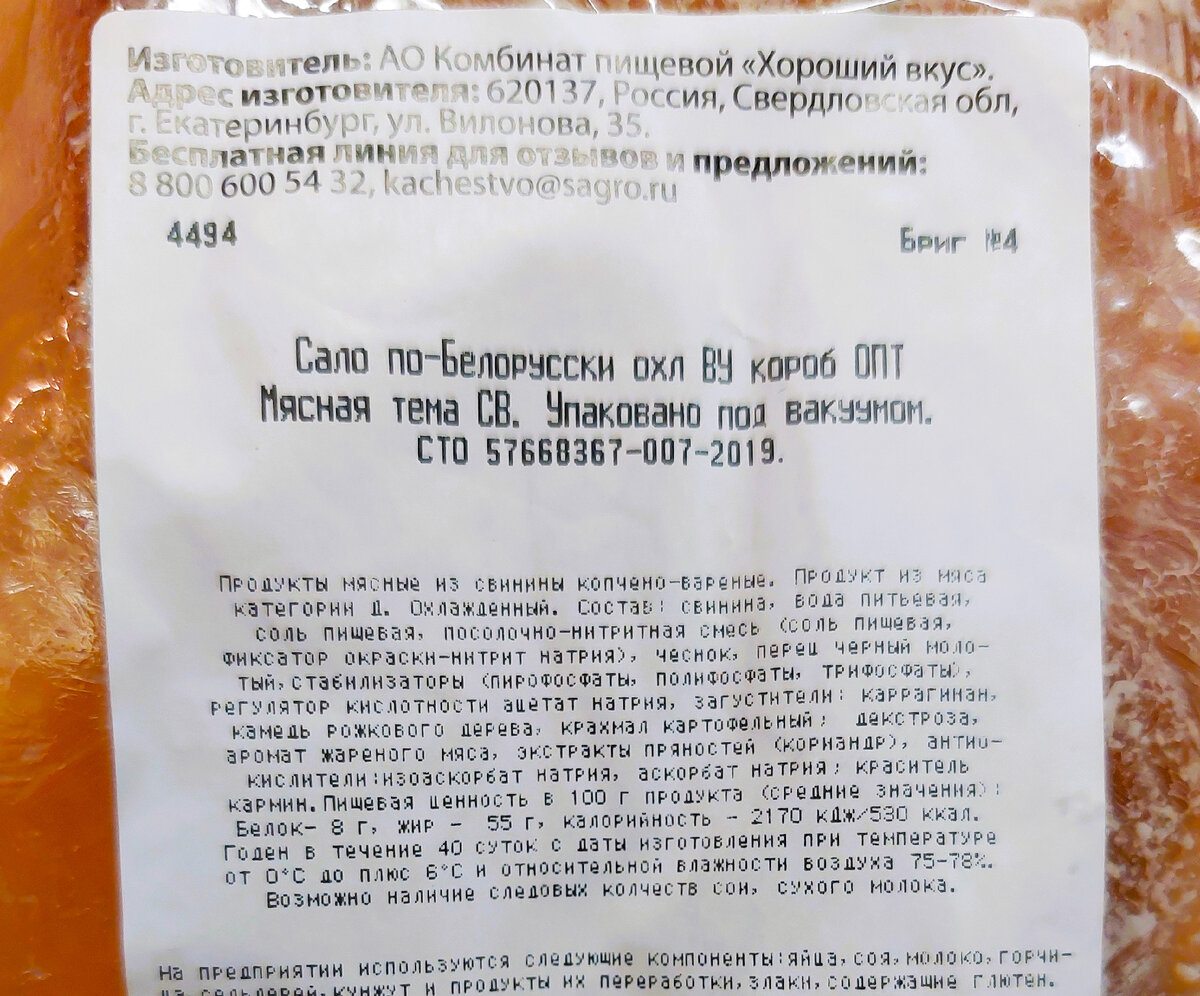 Изготовитель: АО Комбинат пищевой «Хороший вкус».
Адрес изготовителя: 620137, Россия, Свердловская обл,
г. Екатеринбург, ул. Вилонова, 35.
Бесплатная линия для отзывов и предложений:
8 800 600 54 32, kachestvo@sagro.ru
4494 Бриг №4
Сало по-Белорусски охл ВУ короб ОПТ
Мясная тема СВ. Упаковано под вакуумом.
СТО 57668367-007-2019.
Продукты мясные из свинины копчено-вареные. Продукт из мяса
категории Д. Охлажденный. Состав: свинина, вода питьевая,
соль пищевая, посолочно-нитритная смесь (соль пищевая,
фиксатор окраски-нитрит натрия), чеснок, перец черный моло-
тый,стабилизаторы (пирофосфаты, полифосфаты, трифосфаты),
регулятор кислотности ацетат натрия, загустители: каррагинан,
камедь рожкового дерева, крахмал картофельный; декстроза,
аромат жареного мяса, экстракты пряностей (кориандр), антио-
кислители:изоаскорбат натрия, аскорбат натрия; краситель
кармин. Пищевая ценность в 100 г продукта (средние значения):
Белок- 8 г, жир - 55 г, калорийность - 2170 кДж/530 ккал.
Годен в течение 40 суток с даты изготовления при температуре
от 0°С до плюс 6°С и относительной влажности воздуха 75-78%.
Возможно наличие следовых колчеств сои, сухого молока.
На предприятии используются следующие компоненты:яйца,соя,молоко,горчи-
ца,сельдерей,кунжут и продукты их переработки,злаки,содержащие глютен.